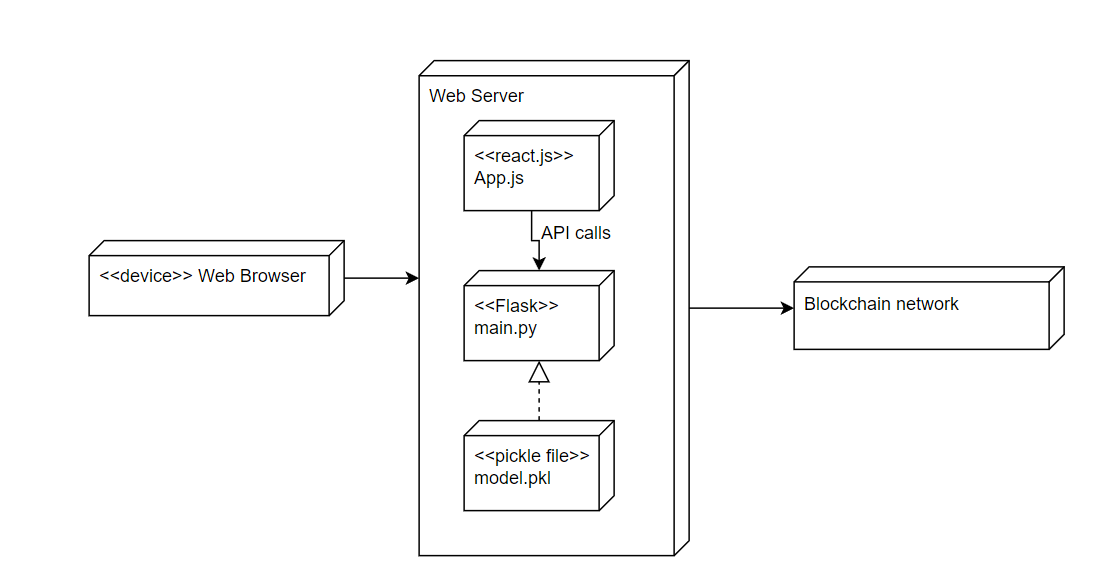 Web Server
<<react.js>>
App.js
API calls
<<device>> Web Browser
<<Flask>>
main.py
Blockchain network
<<pickle file>>
model.pkl